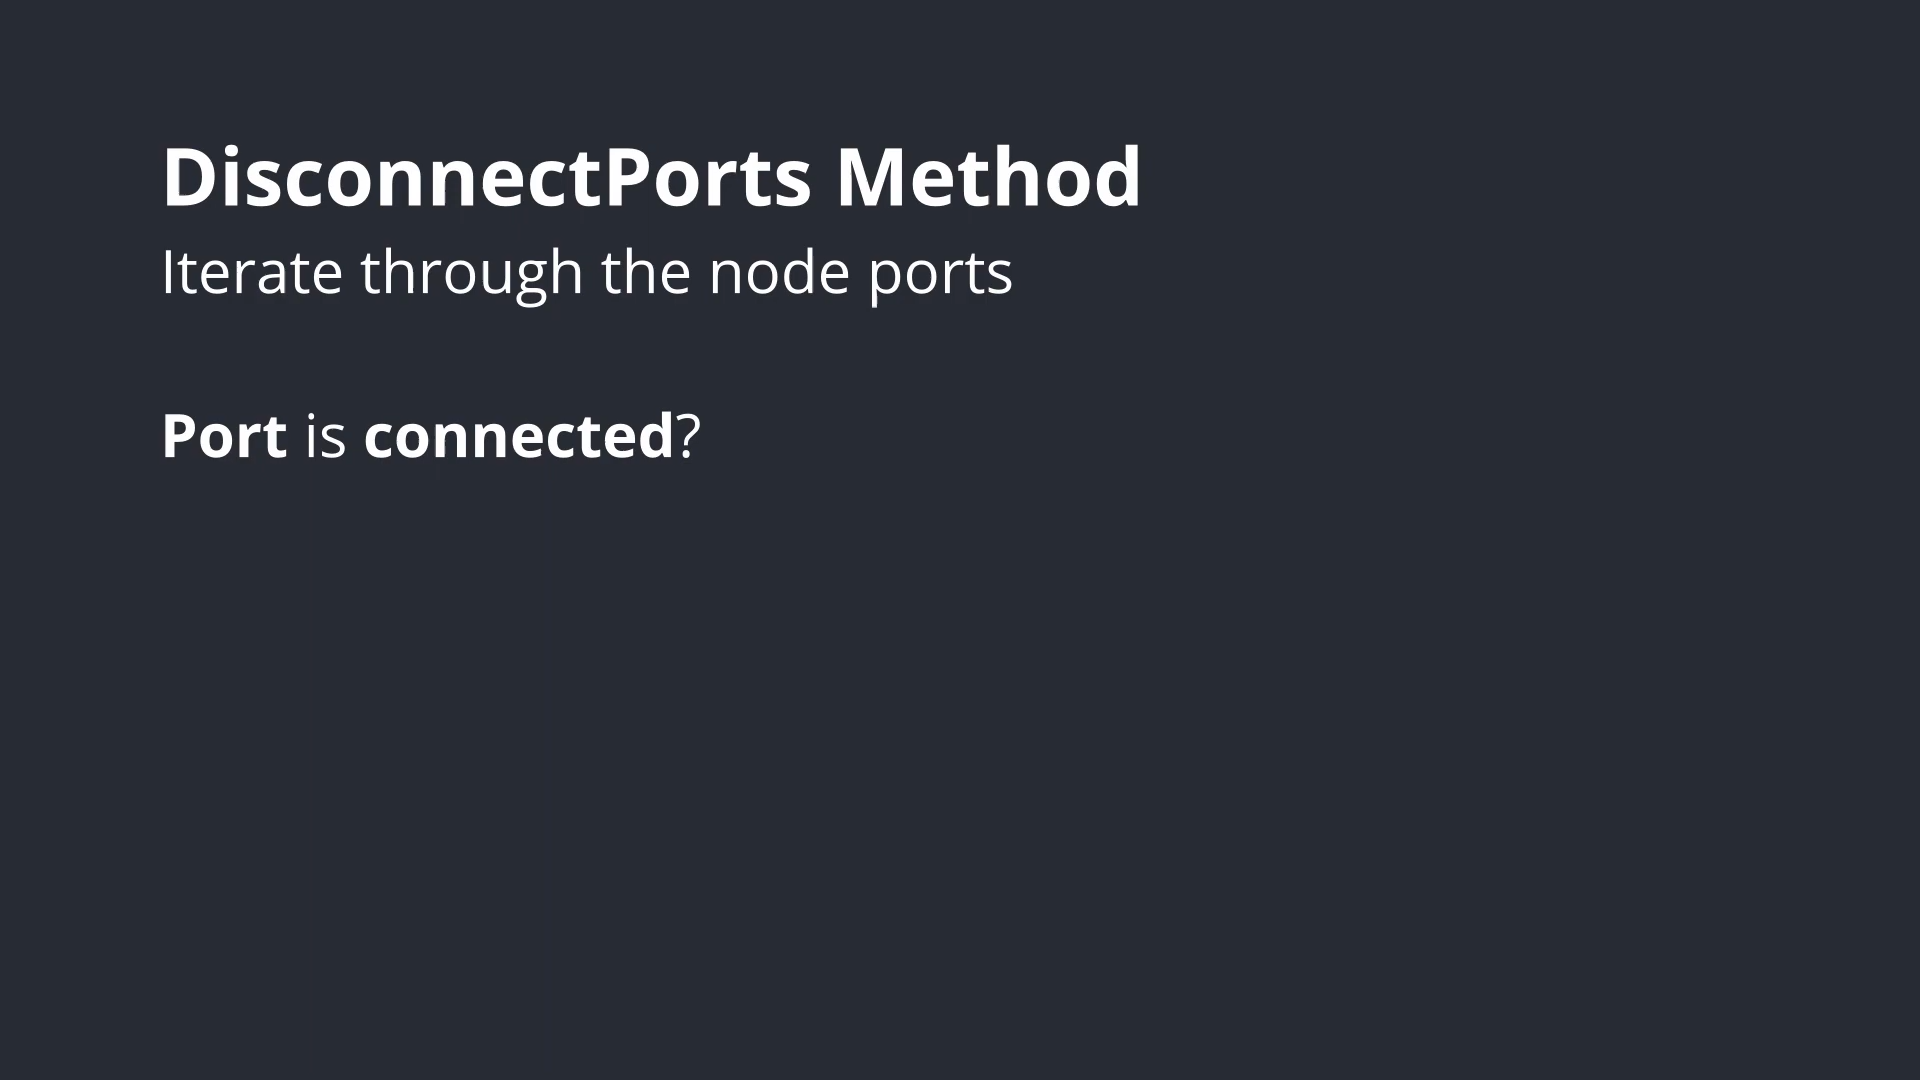 DisconnectPorts Method
Iterate through the node ports
Port is connected?